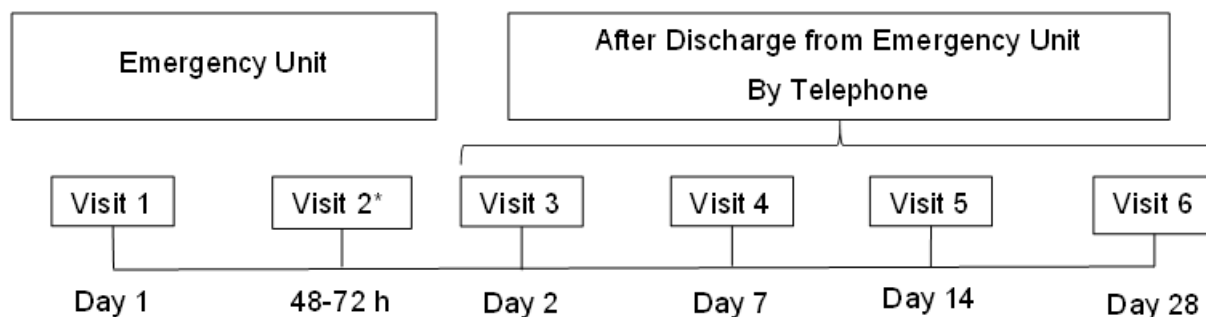 Emergency Unit
After Discharge from Emergency Unit
By Telephone
Visit 1
Visit 2*
Visit 3
Visit 4
Visit 5
Visit 6
Day 1
48-72 h
Day 2
Day 7
Day 14
Day 28